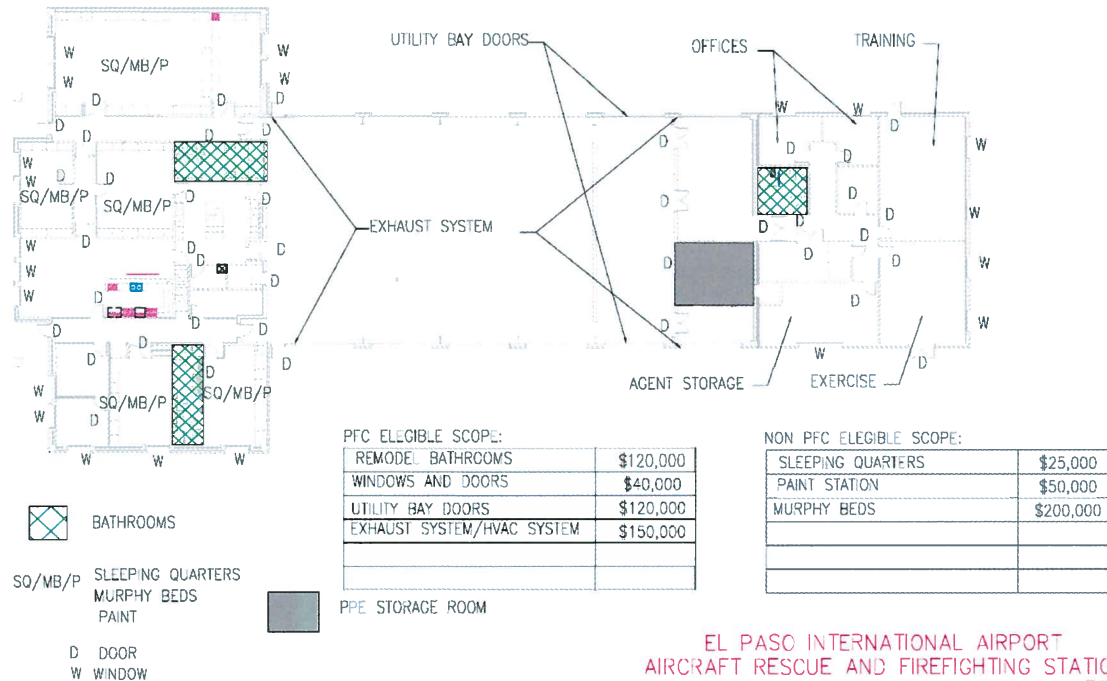 UTILITY BAY DOORS
OFFICES
TRAINING
W
W
SQ/MB/P
W
W
D
D
D
W
W
D
D
D
D
D
D
D
W
W
SQ/MB/P
D
D
SQ/MB/P
D
D
D
D
W
D
D
D
W
D
D
D
EXHAUST SYSTEM
D
D
D
W
D
D
D
W
W
D
D
D
D
W
W
D
D
D
D
W
D
D
D
D
D
D
W
W
D
AGENT STORAGE
EXERCISE
W
W
SQ/MB/P
SQ/MB/P
D
W
W
W
PFC ELEGIBLE SCOPE:
REMODEL BATHROOMS $120,000
WINDOWS AND DOORS $40,000
UTILITY BAY DOORS $120,000
EXHAUST SYSTEM/HVAC SYSTEM $150,000
NON PFC ELEGIBLE SCOPE:
SLEEPING QUARTERS $25,000
PAINT STATION $50,000
MURPHY BEDS $200,000
BATHROOMS
SQ/MB/P SLEEPING QUARTERS
MURPHY BEDS
PAINT
PPE STORAGE ROOM
D DOOR
W WINDOW
EL PASO INTERNATIONAL AIRPORT
AIRCRAFT RESCUE AND FIREFIGHTING STATIO